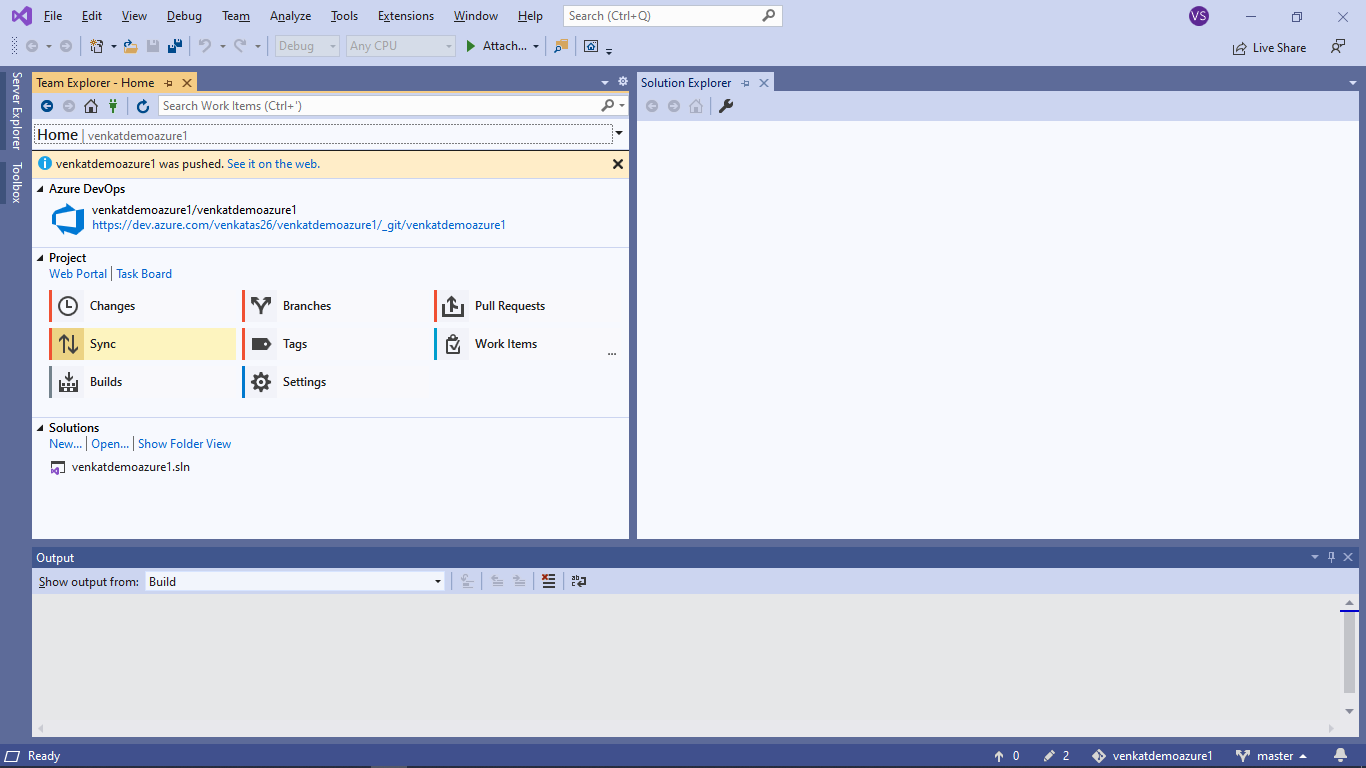 File Edit View Debug Team Analyze Tools Extensions Window Help Search (Ctrl+Q) VS
Debug Any CPU Attach... Live Share
Server Explorer
Toolbox
Team Explorer - Home
Search Work Items (Ctrl+')
Home | venkatdemoazure1
venkatdemoazure1 was pushed. See it on the web.
Azure DevOps
venkatdemoazure1/venkatdemoazure1
https://dev.azure.com/venkatas26/venkatdemoazure1/_git/venkatdemoazure1
Project
Web Portal | Task Board
Changes Branches Pull Requests
Sync Tags Work Items ...
Builds Settings
Solutions
New... | Open... | Show Folder View
venkatdemoazure1.sln
Solution Explorer
Output
Show output from: Build
Ready 0 2 venkatdemoazure1 master